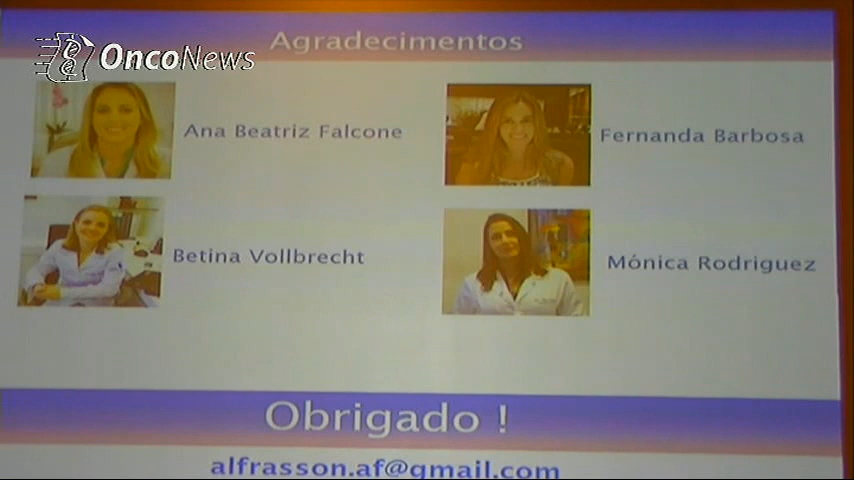 OncoNews
Agradecimentos
Ana Beatriz Falcone
Fernanda Barbosa
Betina Vollbrecht
Mónica Rodriguez
Obrigado !
alfrasson.af@gmail.com